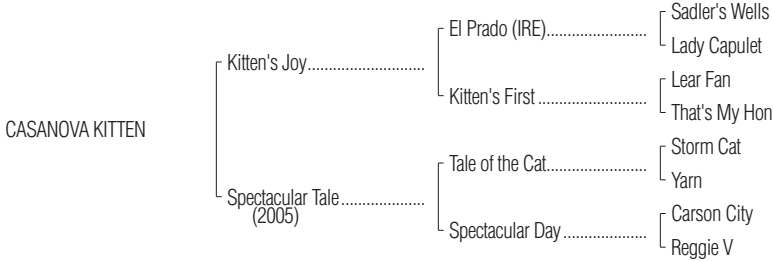 Sadler's Wells
El Prado (IRE)........................
Lady Capulet
Kitten's Joy............................
Lear Fan
Kitten's First ..........................
That's My Hon
CASANOVA KITTEN
Storm Cat
Tale of the Cat........................
Yarn
Spectacular Tale....................
(2005)
Carson City
Spectacular Day ....................
Reggie V